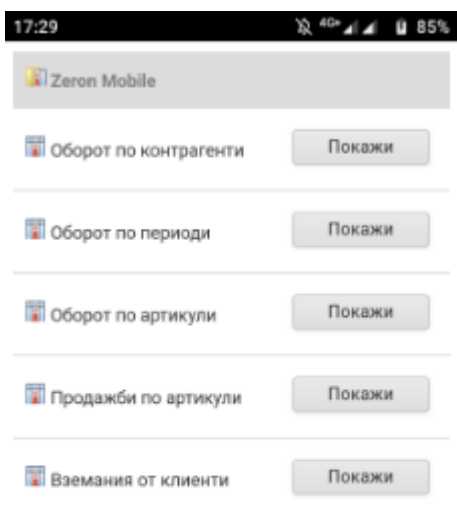 17:29 4G+ 85%
Zeron Mobile
Оборот по контрагенти Покажи
Оборот по периоди Покажи
Оборот по артикули Покажи
Продажби по артикули Покажи
Вземания от клиенти Покажи